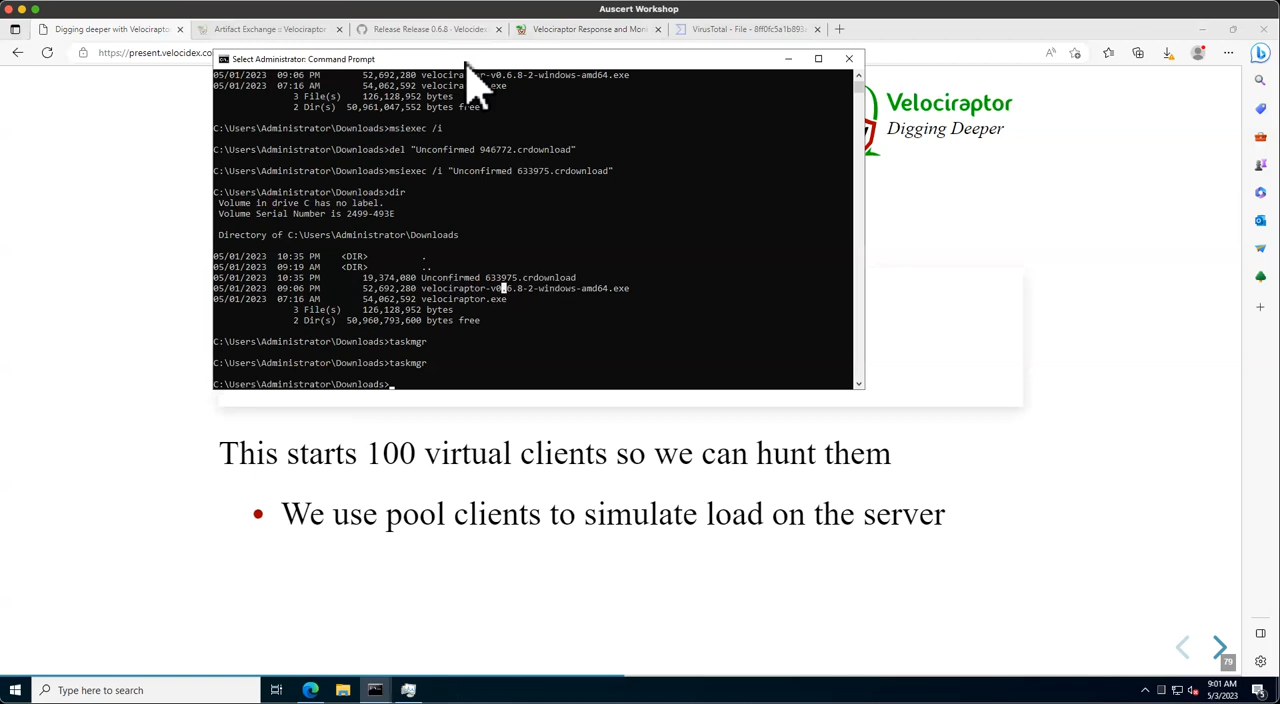 Auscert Workshop
Digging deeper with Velocirap
Artifact Exchange :: Velociraptor
Release Release 0.6.8 · Velocidex
Velociraptor Response and Moni
VirusTotal - File - 8ff0fc5a1b893
https://present.velocidex.co
Select Administrator: Command Prompt
Velociraptor
Digging Deeper
05/01/2023 09:06 PM 52,692,280 velociraptor-v0.6.8-2-windows-amd64.exe
05/01/2023 07:16 AM 54,062,592 velociraptor.exe
3 File(s) 126,128,952 bytes
2 Dir(s) 50,961,047,552 bytes free
C:\Users\Administrator\Downloads>msiexec /i
C:\Users\Administrator\Downloads>del "Unconfirmed 946772.crdownload"
C:\Users\Administrator\Downloads>msiexec /i "Unconfirmed 633975.crdownload"
C:\Users\Administrator\Downloads>dir
Volume in drive C has no label.
Volume Serial Number is 2499-493E
Directory of C:\Users\Administrator\Downloads
05/01/2023 10:35 PM <DIR> .
05/01/2023 09:19 AM <DIR> ..
05/01/2023 10:35 PM 19,374,080 Unconfirmed 633975.crdownload
05/01/2023 09:06 PM 52,692,280 velociraptor-v0.6.8-2-windows-amd64.exe
05/01/2023 07:16 AM 54,062,592 velociraptor.exe
3 File(s) 126,128,952 bytes
2 Dir(s) 50,960,793,600 bytes free
C:\Users\Administrator\Downloads>taskmgr
C:\Users\Administrator\Downloads>taskmgr
C:\Users\Administrator\Downloads>
This starts 100 virtual clients so we can hunt them
• We use pool clients to simulate load on the server
79
Type here to search
9:01 AM
5/3/2023
5